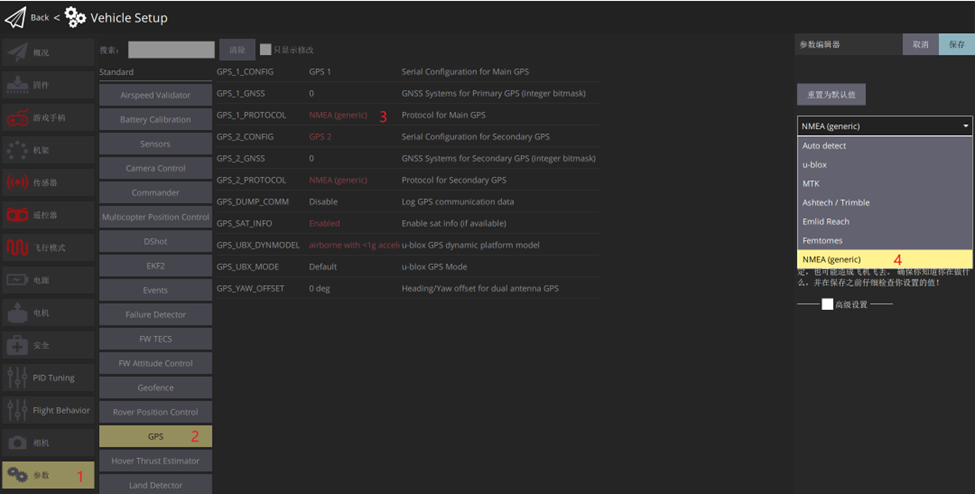 Back < Vehicle Setup
概况
固件
游戏手柄
机架
传感器
遥控器
飞行模式
电源
电机
安全
PID Tuning
Flight Behavior
相机
参数 1
搜索： 清除 只显示修改
Standard
Airspeed Validator
Battery Calibration
Sensors
Camera Control
Commander
Multicopter Position Control
DShot
EKF2
Events
Failure Detector
FW TECS
FW Attitude Control
Geofence
Rover Position Control
GPS 2
Hover Thrust Estimator
Land Detector
GPS_1_CONFIG GPS 1 Serial Configuration for Main GPS
GPS_1_GNSS 0 GNSS Systems for Primary GPS (integer bitmask)
GPS_1_PROTOCOL NMEA (generic) 3 Protocol for Main GPS
GPS_2_CONFIG GPS 2 Serial Configuration for Secondary GPS
GPS_2_GNSS 0 GNSS Systems for Secondary GPS (integer bitmask)
GPS_2_PROTOCOL NMEA (generic) Protocol for Secondary GPS
GPS_DUMP_COMM Disable Log GPS communication data
GPS_SAT_INFO Enabled Enable sat info (if available)
GPS_UBX_DYNMODEL airborne with <1g accel u-blox GPS dynamic platform model
GPS_UBX_MODE Default u-blox GPS Mode
GPS_YAW_OFFSET 0 deg Heading/Yaw offset for dual antenna GPS
参数编辑器 取消 保存
重置为默认值
NMEA (generic)
Auto detect
u-blox
MTK
Ashtech / Trimble
Emlid Reach
Femtomes
NMEA (generic) 4
定，也可能造成飞机飞去。 确保你知道你在做什
么，并在保存之前仔细检查你设置的值！
高级设置